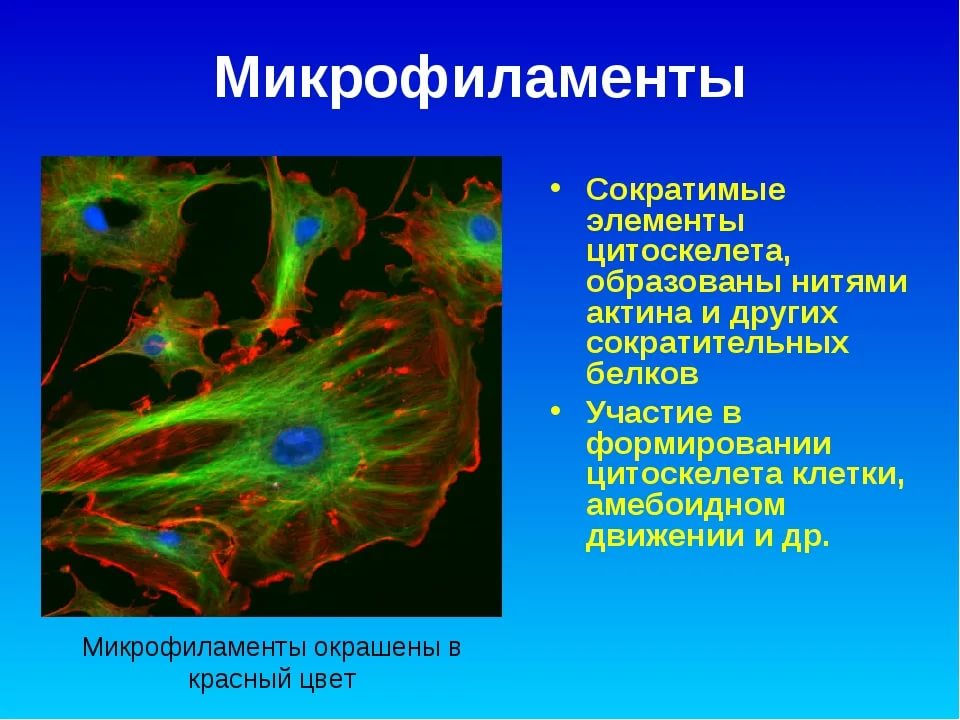 Микрофиламенты
• Сократимые
элементы
цитоскелета,
образованы нитями
актина и других
сократительных
белков
• Участие в
формировании
цитоскелета клетки,
амебоидном
движении и др.
Микрофиламенты окрашены в
красный цвет